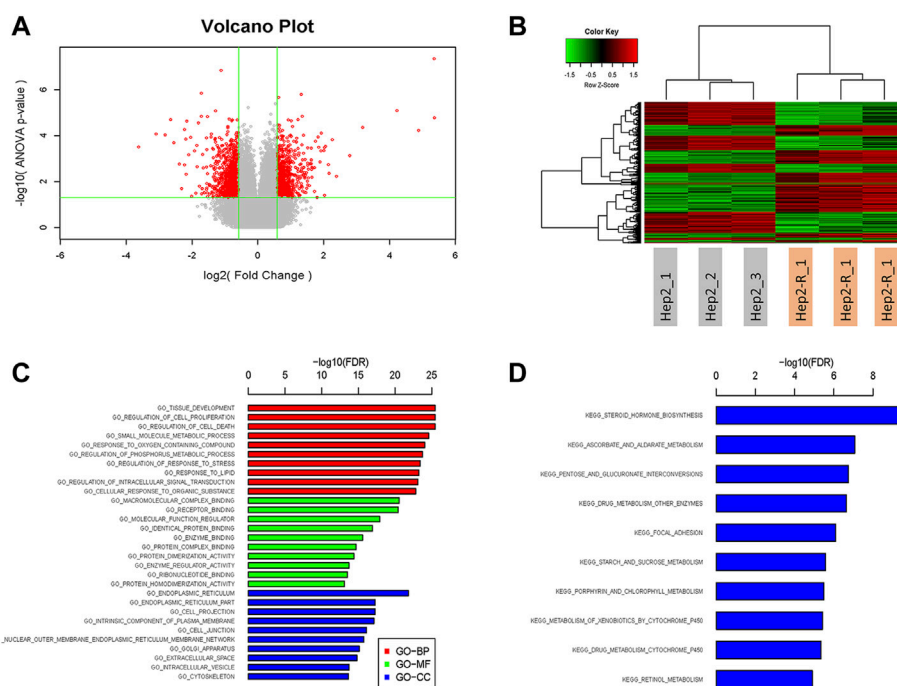 A
Volcano Plot
-log10( ANOVA p-value )
6
4
2
0
-6 -4 -2 0 2 4 6
log2( Fold Change )
B
Color Key
-1.5 -0.5 0.5 1.5
Row Z-Score
Hep2_1
Hep2_2
Hep2_3
Hep2-R_1
Hep2-R_1
Hep2-R_1
C
-log10(FDR)
0 5 10 15 20 25
GO_TISSUE_DEVELOPMENT
GO_REGULATION_OF_CELL_PROLIFERATION
GO_REGULATION_OF_CELL_DEATH
GO_SMALL_MOLECULE_METABOLIC_PROCESS
GO_RESPONSE_TO_OXYGEN_CONTAINING_COMPOUND
GO_REGULATION_OF_PHOSPHORUS_METABOLIC_PROCESS
GO_REGULATION_OF_RESPONSE_TO_STRESS
GO_RESPONSE_TO_LIPID
GO_REGULATION_OF_INTRACELLULAR_SIGNAL_TRANSDUCTION
GO_CELLULAR_RESPONSE_TO_ORGANIC_SUBSTANCE
GO_MACROMOLECULAR_COMPLEX_BINDING
GO_RECEPTOR_BINDING
GO_MOLECULAR_FUNCTION_REGULATOR
GO_IDENTICAL_PROTEIN_BINDING
GO_ENZYME_BINDING
GO_PROTEIN_COMPLEX_BINDING
GO_PROTEIN_DIMERIZATION_ACTIVITY
GO_ENZYME_REGULATOR_ACTIVITY
GO_RIBONUCLEOTIDE_BINDING
GO_PROTEIN_HOMODIMERIZATION_ACTIVITY
GO_ENDOPLASMIC_RETICULUM
GO_ENDOPLASMIC_RETICULUM_PART
GO_CELL_PROJECTION
GO_INTRINSIC_COMPONENT_OF_PLASMA_MEMBRANE
GO_CELL_JUNCTION
_NUCLEAR_OUTER_MEMBRANE_ENDOPLASMIC_RETICULUM_MEMBRANE_NETWORK
GO_GOLGI_APPARATUS
GO_EXTRACELLULAR_SPACE
GO_INTRACELLULAR_VESICLE
GO_CYTOSKELETON
GO-BP
GO-MF
GO-CC
D
-log10(FDR)
0 2 4 6 8
KEGG_STEROID_HORMONE_BIOSYNTHESIS
KEGG_ASCORBATE_AND_ALDARATE_METABOLISM
KEGG_PENTOSE_AND_GLUCURONATE_INTERCONVERSIONS
KEGG_DRUG_METABOLISM_OTHER_ENZYMES
KEGG_FOCAL_ADHESION
KEGG_STARCH_AND_SUCROSE_METABOLISM
KEGG_PORPHYRIN_AND_CHLOROPHYLL_METABOLISM
KEGG_METABOLISM_OF_XENOBIOTICS_BY_CYTOCHROME_P450
KEGG_DRUG_METABOLISM_CYTOCHROME_P450
KEGG_RETINOL_METABOLISM